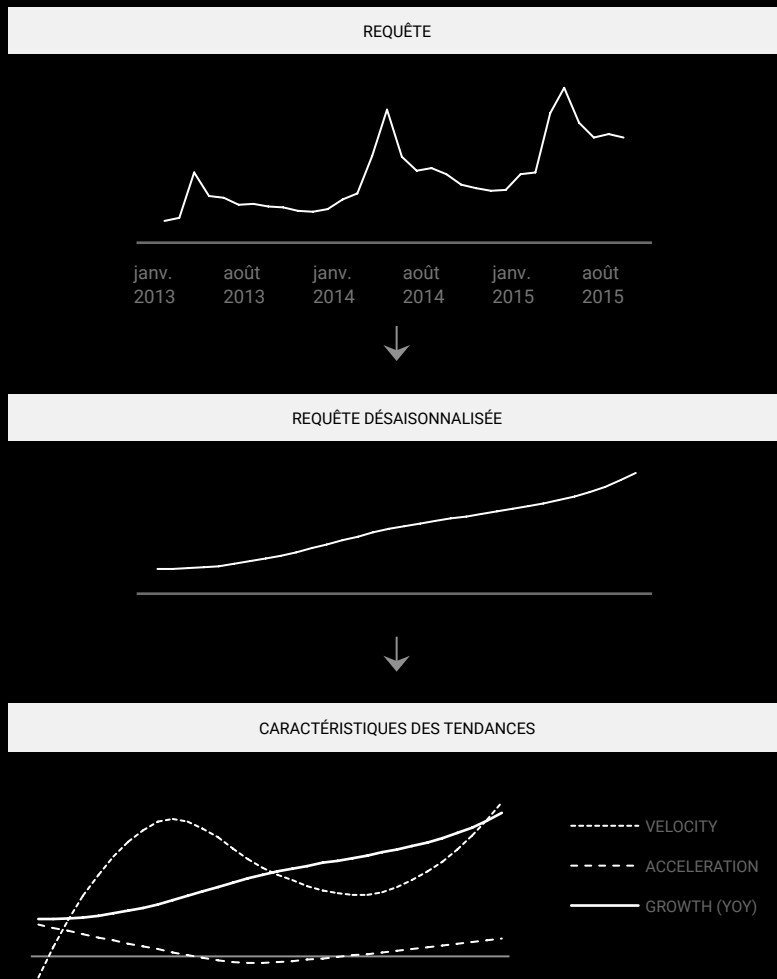 REQUÊTE
janv. août janv. août janv. août
2013 2013 2014 2014 2015 2015
REQUÊTE DÉSAISONNALISÉE
CARACTÉRISTIQUES DES TENDANCES
VELOCITY
ACCELERATION
GROWTH (YOY)